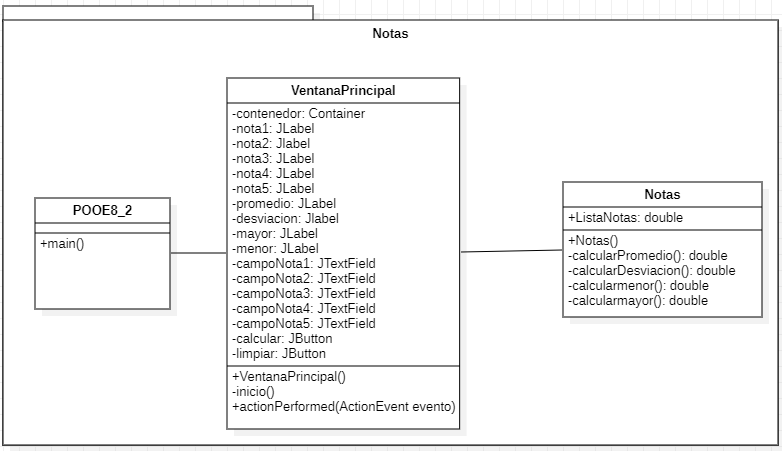 Notas
POOE8_2
+main()
VentanaPrincipal
-contenedor: Container
-nota1: JLabel
-nota2: Jlabel
-nota3: JLabel
-nota4: JLabel
-nota5: JLabel
-promedio: JLabel
-desviacion: Jlabel
-mayor: JLabel
-menor: JLabel
-campoNota1: JTextField
-campoNota2: JTextField
-campoNota3: JTextField
-campoNota4: JTextField
-campoNota5: JTextField
-calcular: JButton
-limpiar: JButton
+VentanaPrincipal()
-inicio()
+actionPerformed(ActionEvent evento)
Notas
+ListaNotas: double
+Notas()
-calcularPromedio(): double
-calcularDesviacion(): double
-calcularmenor(): double
-calcularmayor(): double